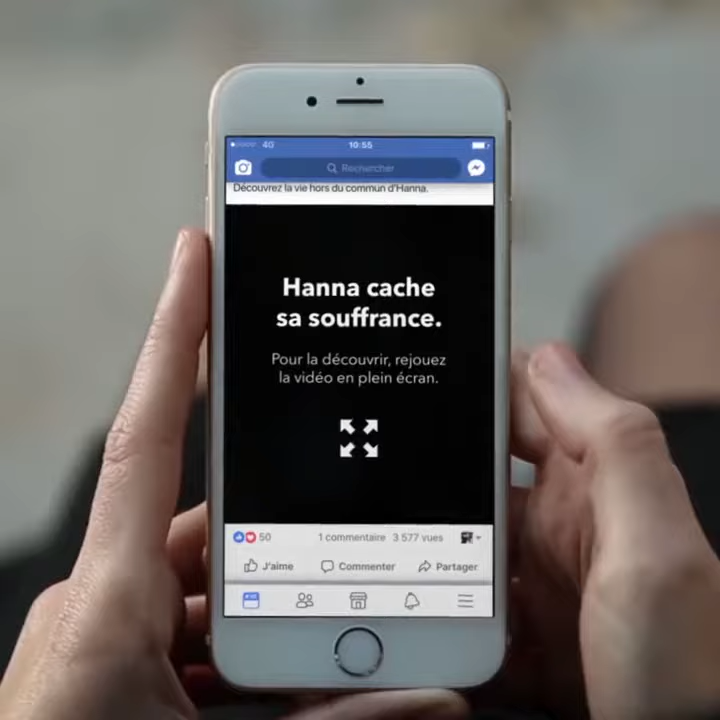 4G 10:55
Rechercher
Découvrez la vie hors du commun d'Hanna.
Hanna cache
sa souffrance.
Pour la découvrir, rejouez
la vidéo en plein écran.
50 1 commentaire 3 577 vues
J'aime Commenter Partager